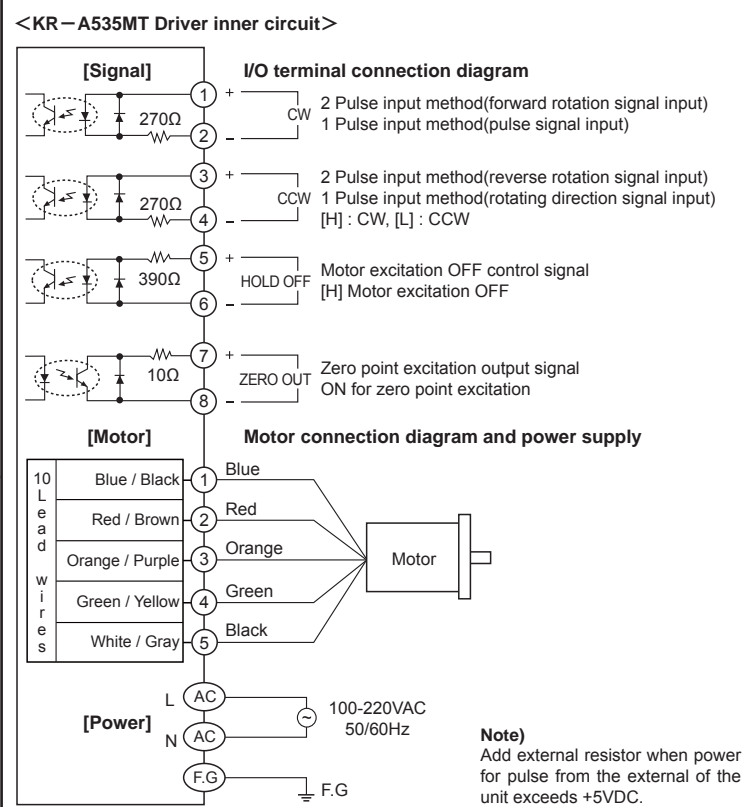 <KR-A535MT Driver inner circuit>
[Signal]
I/O terminal connection diagram
1 +
270Ω
CW
2 Pulse input method(forward rotation signal input)
1 Pulse input method(pulse signal input)
2 −
3 +
270Ω
CCW
2 Pulse input method(reverse rotation signal input)
1 Pulse input method(rotating direction signal input)
[H] : CW, [L] : CCW
4 −
5 +
390Ω
HOLD OFF
Motor excitation OFF control signal
[H] Motor excitation OFF
6 −
7 +
10Ω
ZERO OUT
Zero point excitation output signal
ON for zero point excitation
8 −
[Motor]
Motor connection diagram and power supply
10 Lead wires
Blue / Black 1 Blue
Red / Brown 2 Red
Orange / Purple 3 Orange
Green / Yellow 4 Green
White / Gray 5 Black
Motor
[Power]
L AC
N AC
~
100-220VAC
50/60Hz
F.G
F.G
Note)
Add external resistor when power
for pulse from the external of the
unit exceeds +5VDC.